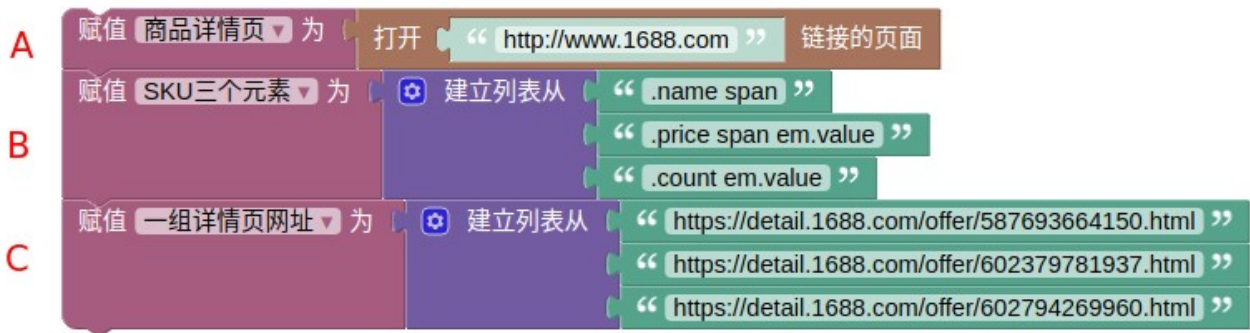 A 赋值 商品详情页 为 打开 “ http://www.1688.com ” 链接的页面
赋值 SKU三个元素 为 建立列表从 “ .name span ”
B “ .price span em.value ”
“ .count em.value ”
赋值 一组详情页网址 为 建立列表从 “ https://detail.1688.com/offer/587693664150.html ”
C “ https://detail.1688.com/offer/602379781937.html ”
“ https://detail.1688.com/offer/602794269960.html ”